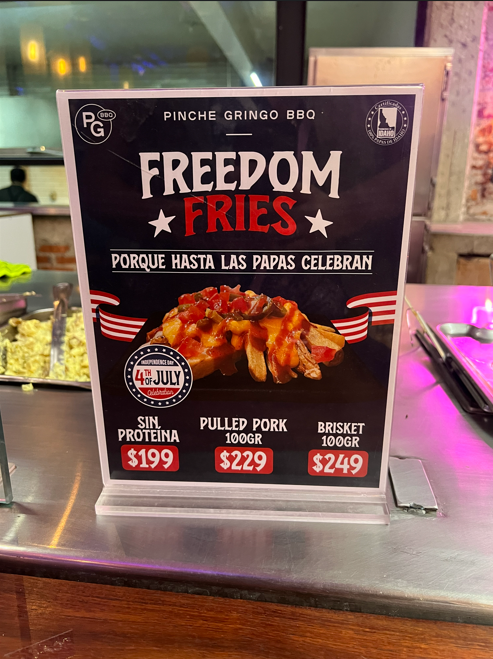 PG BBQ
PINCHE GRINGO BBQ
IDAHO
FREEDOM
FRIES
PORQUE HASTA LAS PAPAS CELEBRAN
INDEPENDENCE DAY
4TH
OF JULY
Celebration
SIN
PROTEÍNA
$199
PULLED PORK
100GR
$229
BRISKET
100GR
$249